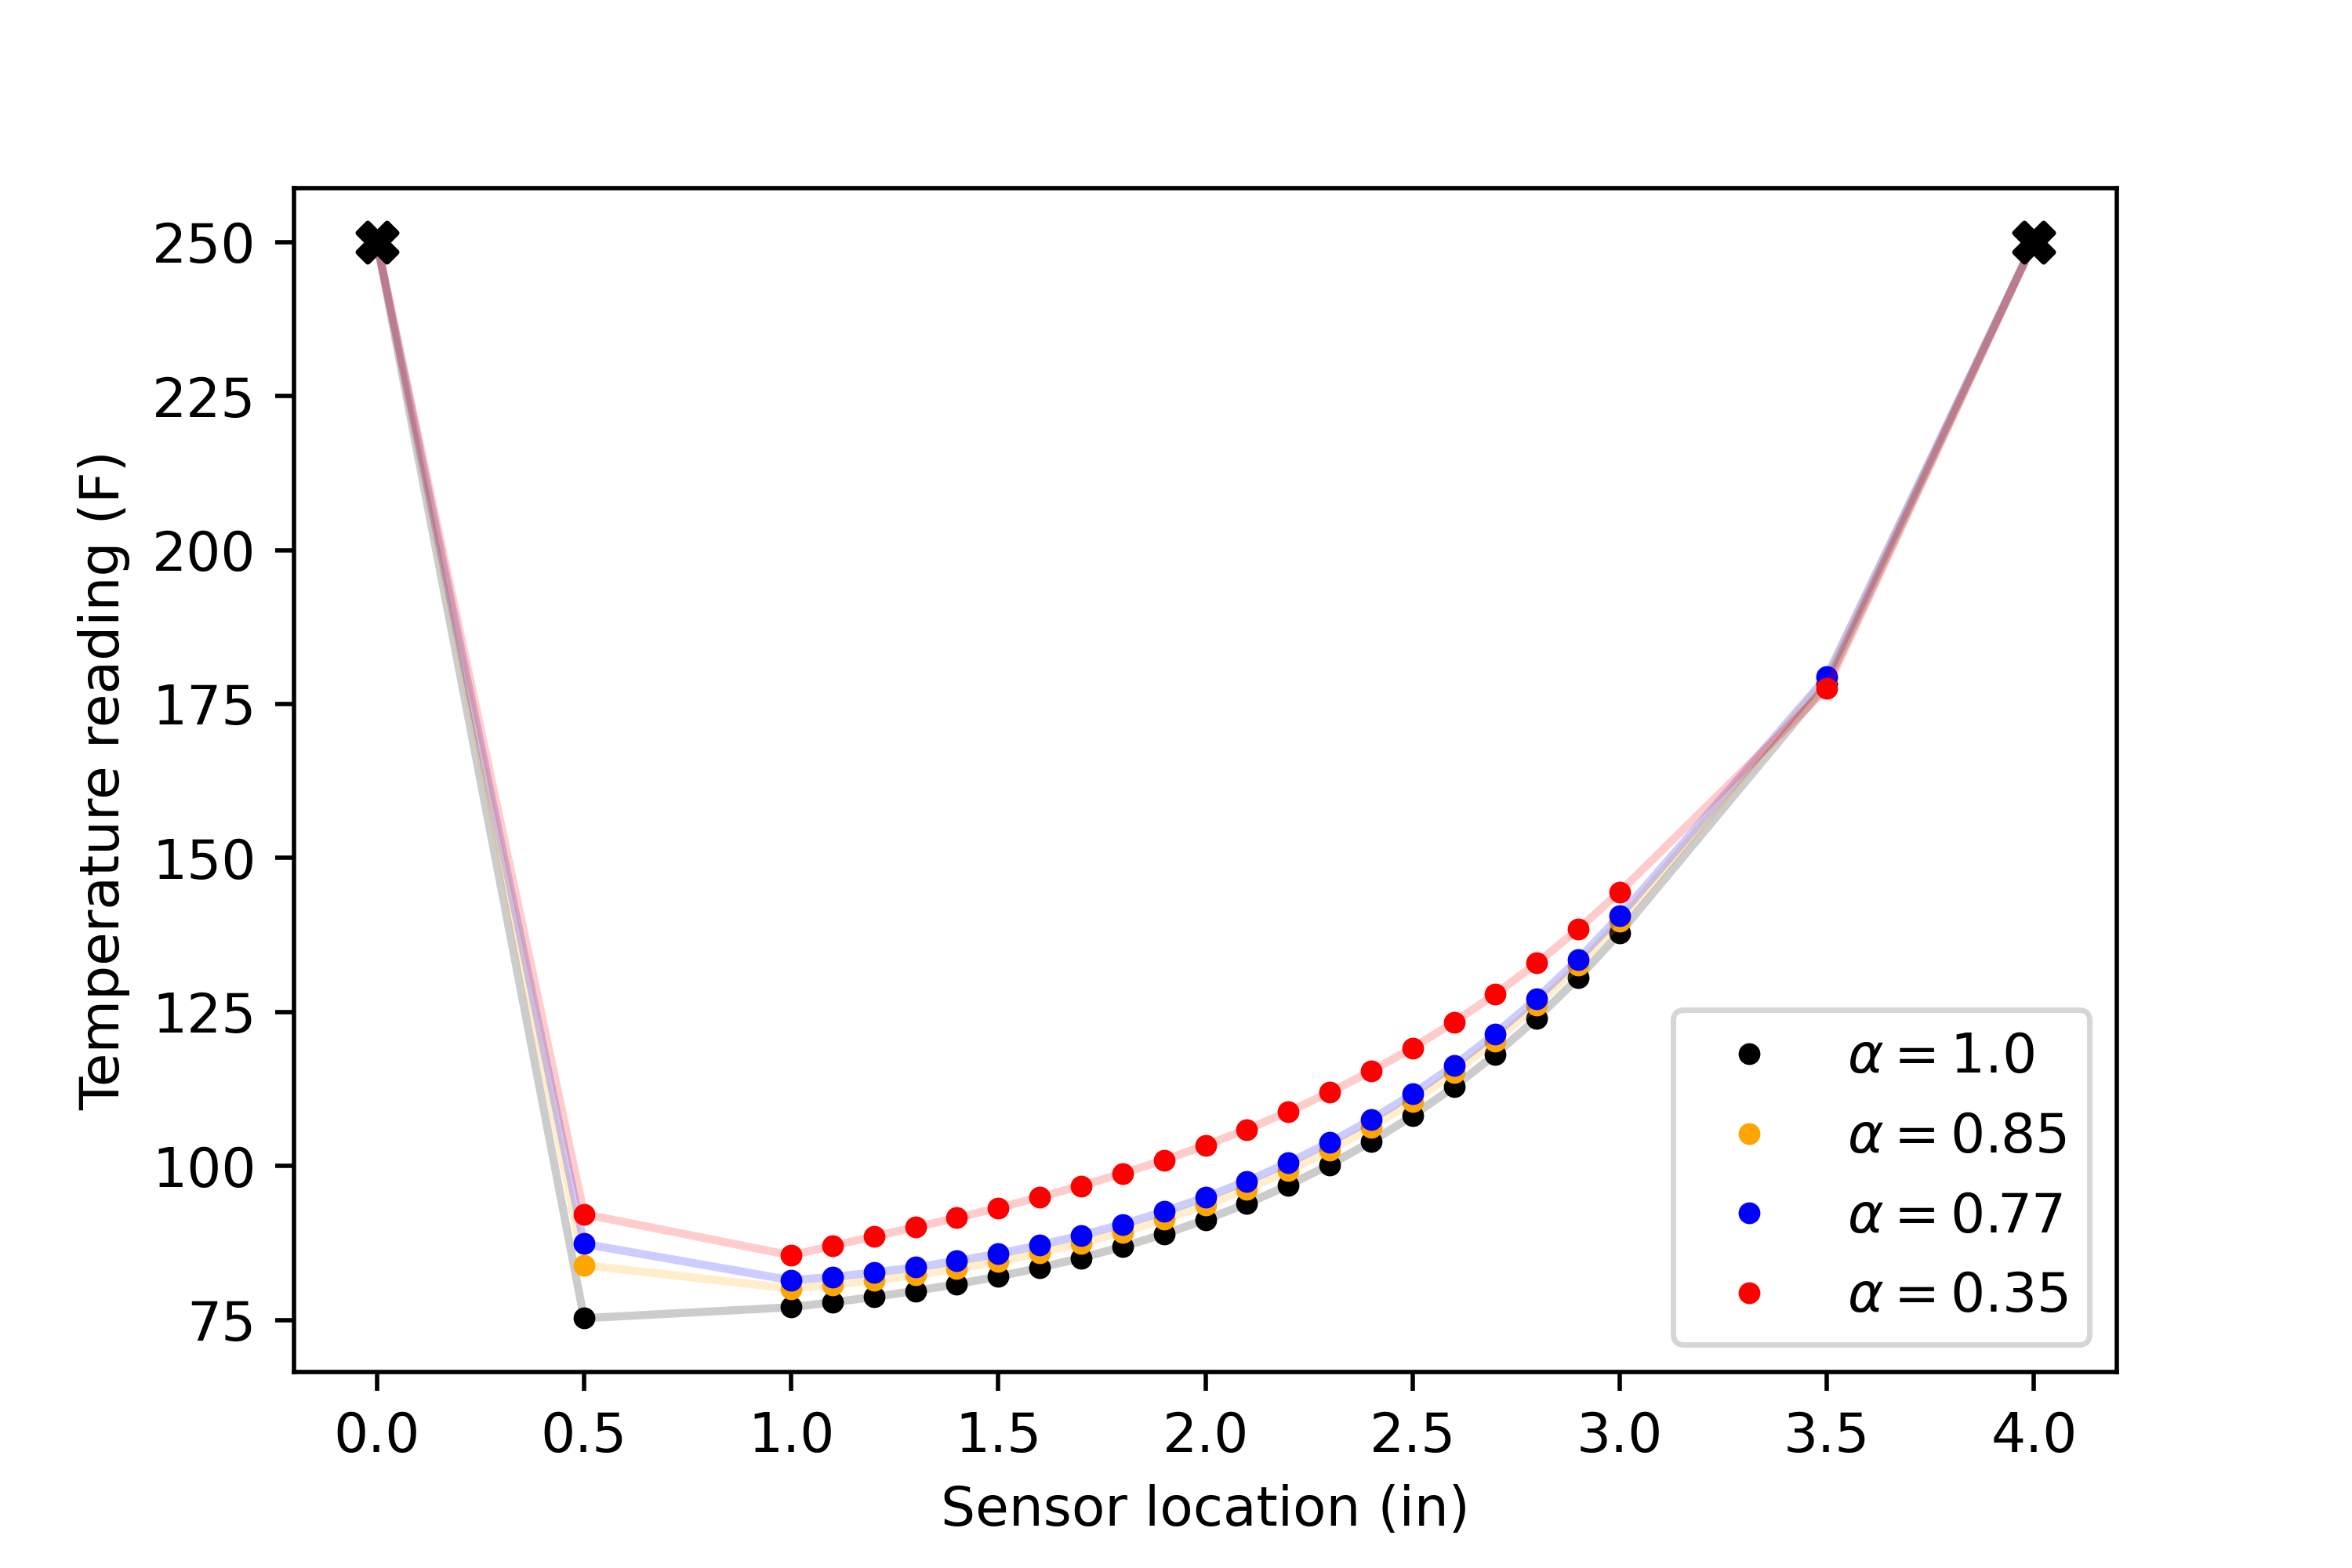 250
225
200
175
150
125
100
75
Temperature reading (F)
0.0 0.5 1.0 1.5 2.0 2.5 3.0 3.5 4.0
Sensor location (in)
α = 1.0
α = 0.85
α = 0.77
α = 0.35